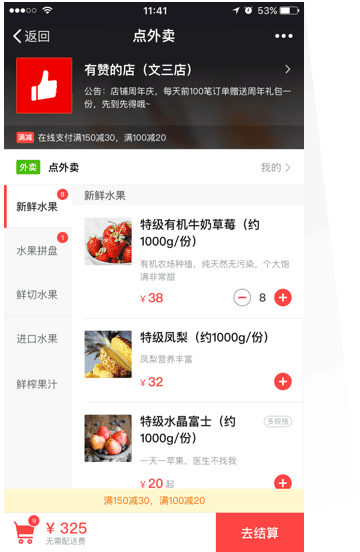 11:41
53%
返回
点外卖
有赞的店（文三店）
公告：店铺周年庆，每天前100笔订单赠送周年礼包一
份，先到先得哦~
满减 在线支付满150减30，满100减20
外卖 点外卖
我的
新鲜水果
8
水果拼盘
1
鲜切水果
进口水果
鲜榨果汁
新鲜水果
特级有机牛奶草莓（约
1000g/份）
有机农场种植，纯天然无污染，个大饱
满非常甜
¥ 38
8
特级凤梨（约1000g/份）
凤梨营养丰富
¥ 32
特级水晶富士（约
1000g/份）
多规格
一天一苹果，医生不找我
¥ 20 起
满150减30，满100减20
8
¥ 325
无需配送费
去结算